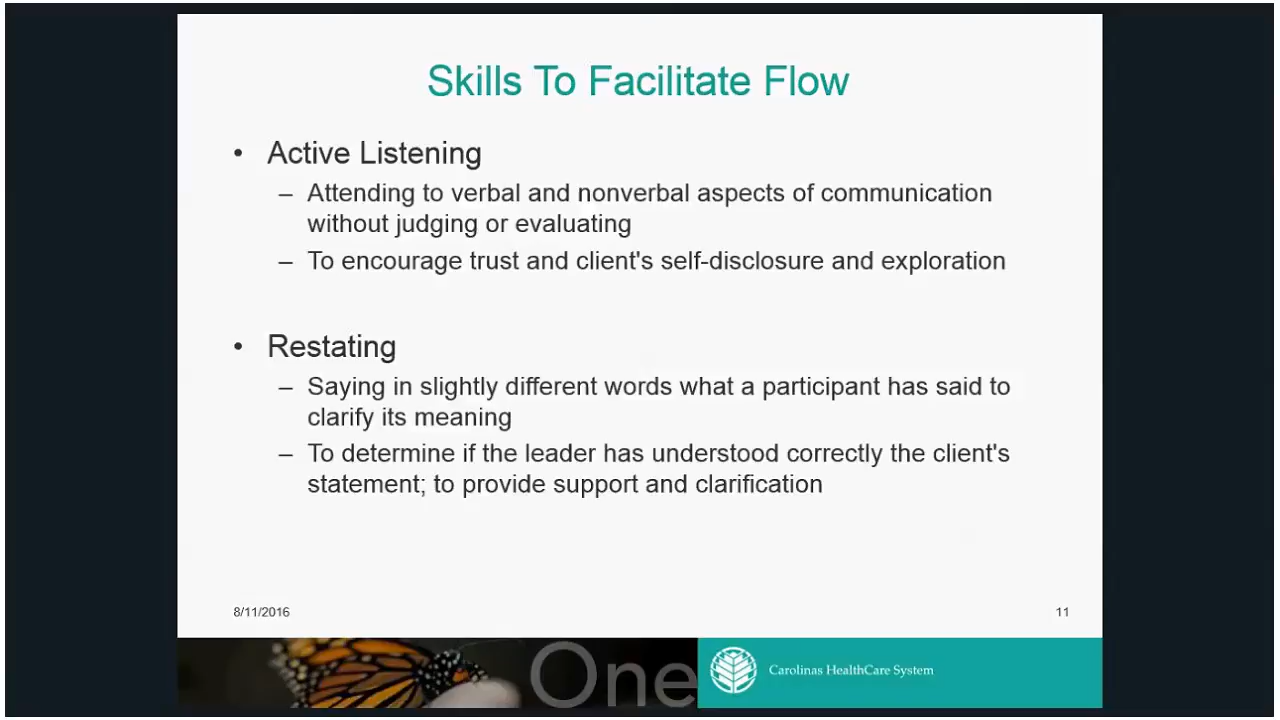 Skills To Facilitate Flow
• Active Listening
– Attending to verbal and nonverbal aspects of communication
without judging or evaluating
– To encourage trust and client's self-disclosure and exploration
• Restating
– Saying in slightly different words what a participant has said to
clarify its meaning
– To determine if the leader has understood correctly the client's
statement; to provide support and clarification
8/11/2016
11
One
Carolinas HealthCare System